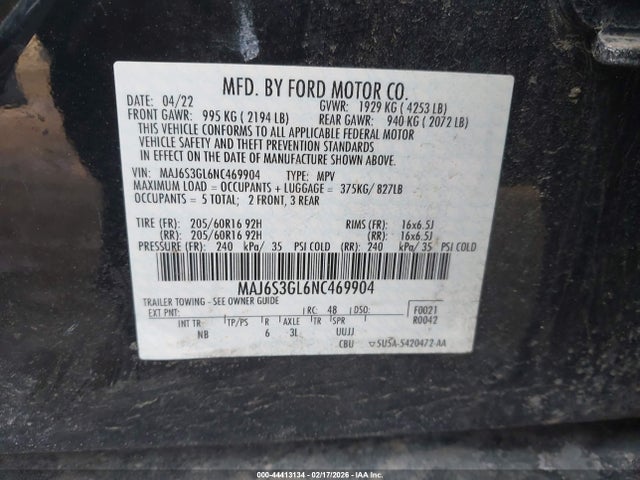 MFD. BY FORD MOTOR CO.
DATE: 04/22 GVWR: 1929 KG ( 4253 LB)
FRONT GAWR: 995 KG ( 2194 LB) REAR GAWR: 940 KG ( 2072 LB)
THIS VEHICLE CONFORMS TO ALL APPLICABLE FEDERAL MOTOR
VEHICLE SAFETY AND THEFT PREVENTION STANDARDS
IN EFFECT ON THE DATE OF MANUFACTURE SHOWN ABOVE.
VIN: MAJ6S3GL6NC469904 TYPE: MPV
MAXIMUM LOAD = OCCUPANTS + LUGGAGE = 375KG/ 827LB
OCCUPANTS = 5 TOTAL; 2 FRONT, 3 REAR
TIRE (FR): 205/60R16 92H RIMS (FR): 16x6.5J
(RR): 205/60R16 92H (RR): 16x6.5J
PRESSURE (FR): 240 kPa/ 35 PSI COLD (RR): 240 kPa/ 35 PSI COLD
MAJ6S3GL6NC469904
TRAILER TOWING - SEE OWNER GUIDE
EXT PNT: RC: 48 DSO: F0021
R0042
INT TR TP/PS R AXLE TR SPR
NB 6 3L UUJJ
CBU ▽5USA-5420472-AA
000-44413134 - 02/17/2026 - IAAI.COM